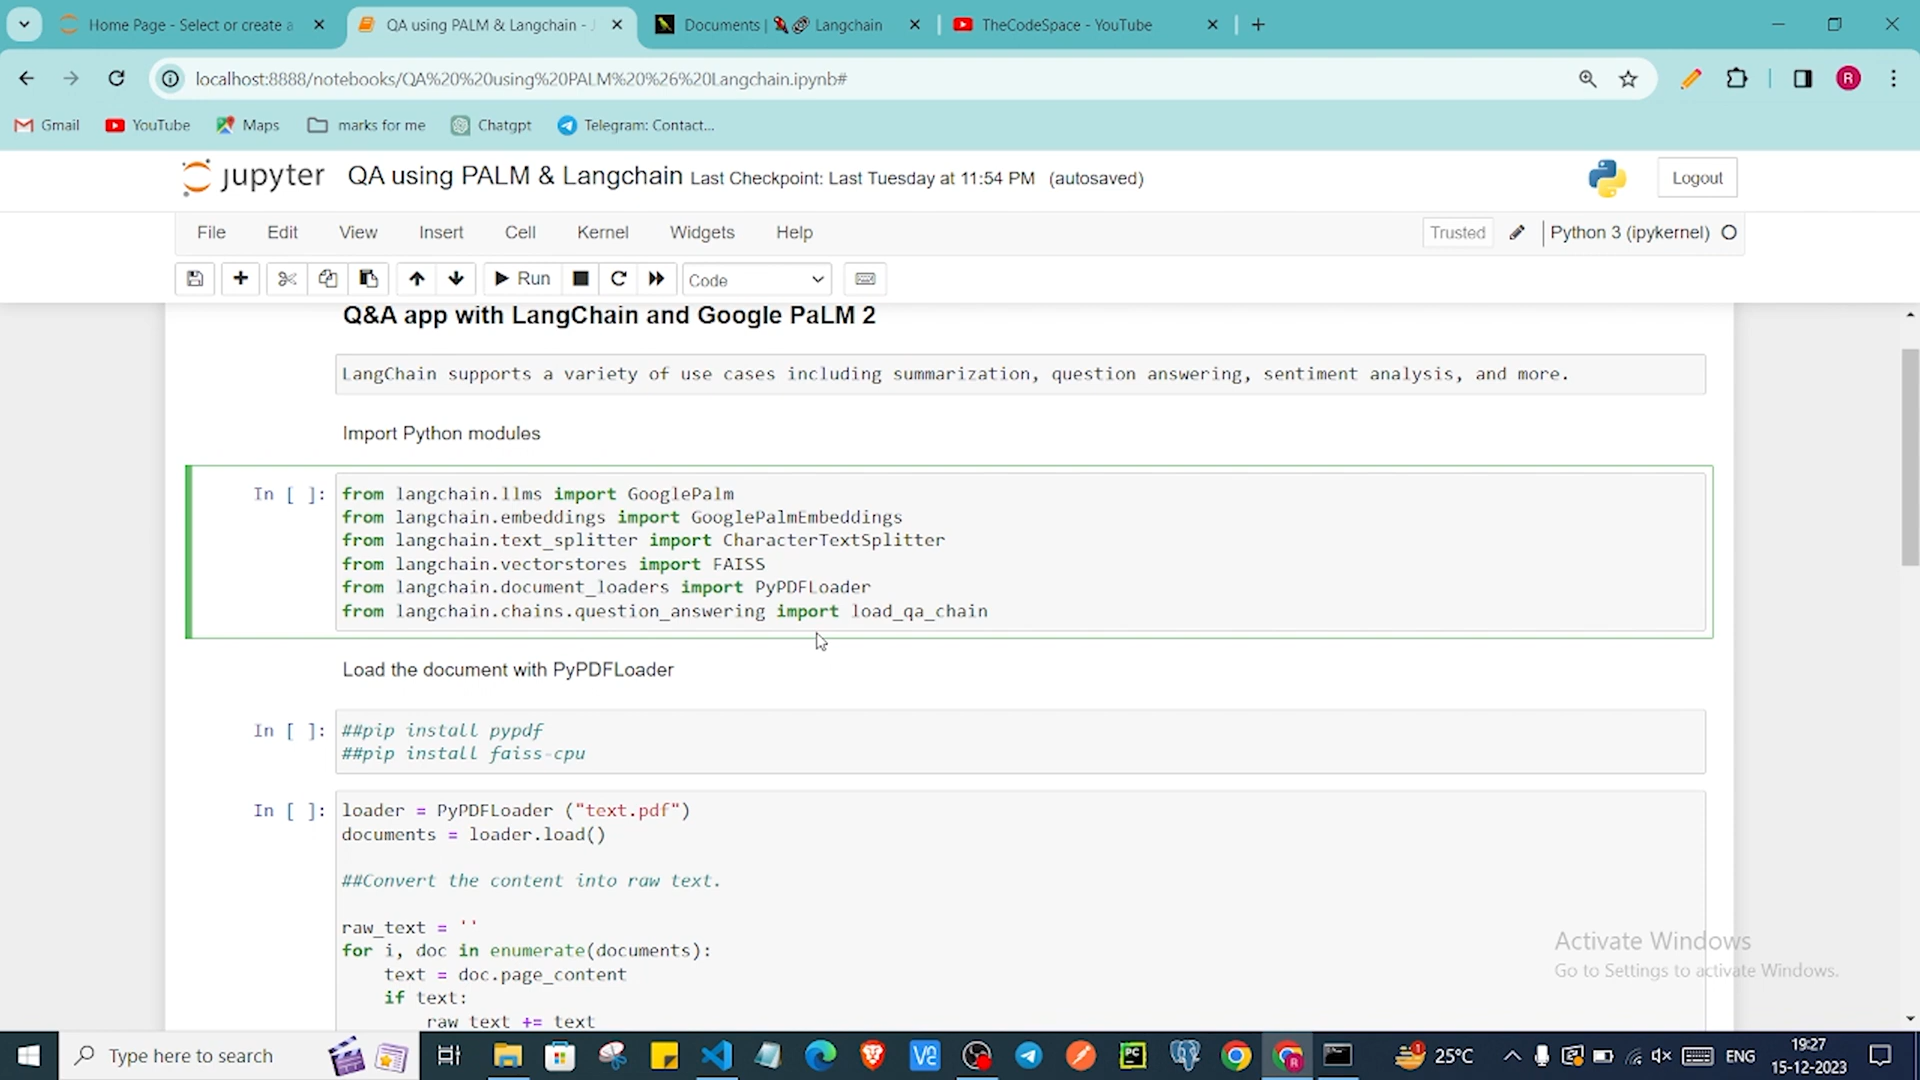 Home Page - Select or create a
QA using PALM & Langchain - J
Documents | Langchain
TheCodeSpace - YouTube
localhost:8888/notebooks/QA%20%20using%20PALM%20%26%20Langchain.ipynb#
R
Gmail
YouTube
Maps
marks for me
Chatgpt
Telegram: Contact...
jupyter
QA using PALM & Langchain Last Checkpoint: Last Tuesday at 11:54 PM (autosaved)
Logout
File Edit View Insert Cell Kernel Widgets Help
Trusted
Python 3 (ipykernel)
Run
Code
Q&A app with LangChain and Google PaLM 2
LangChain supports a variety of use cases including summarization, question answering, sentiment analysis, and more.
Import Python modules
In [ ]: from langchain.llms import GooglePalm
from langchain.embeddings import GooglePalmEmbeddings
from langchain.text_splitter import CharacterTextSplitter
from langchain.vectorstores import FAISS
from langchain.document_loaders import PyPDFLoader
from langchain.chains.question_answering import load_qa_chain
Load the document with PyPDFLoader
In [ ]: ##pip install pypdf
##pip install faiss-cpu
In [ ]: loader = PyPDFLoader ("text.pdf")
documents = loader.load()
##Convert the content into raw text.
raw_text = ''
for i, doc in enumerate(documents):
text = doc.page_content
if text:
raw_text += text
Activate Windows
Go to Settings to activate Windows.
Type here to search
25°C
ENG
19:27
15-12-2023